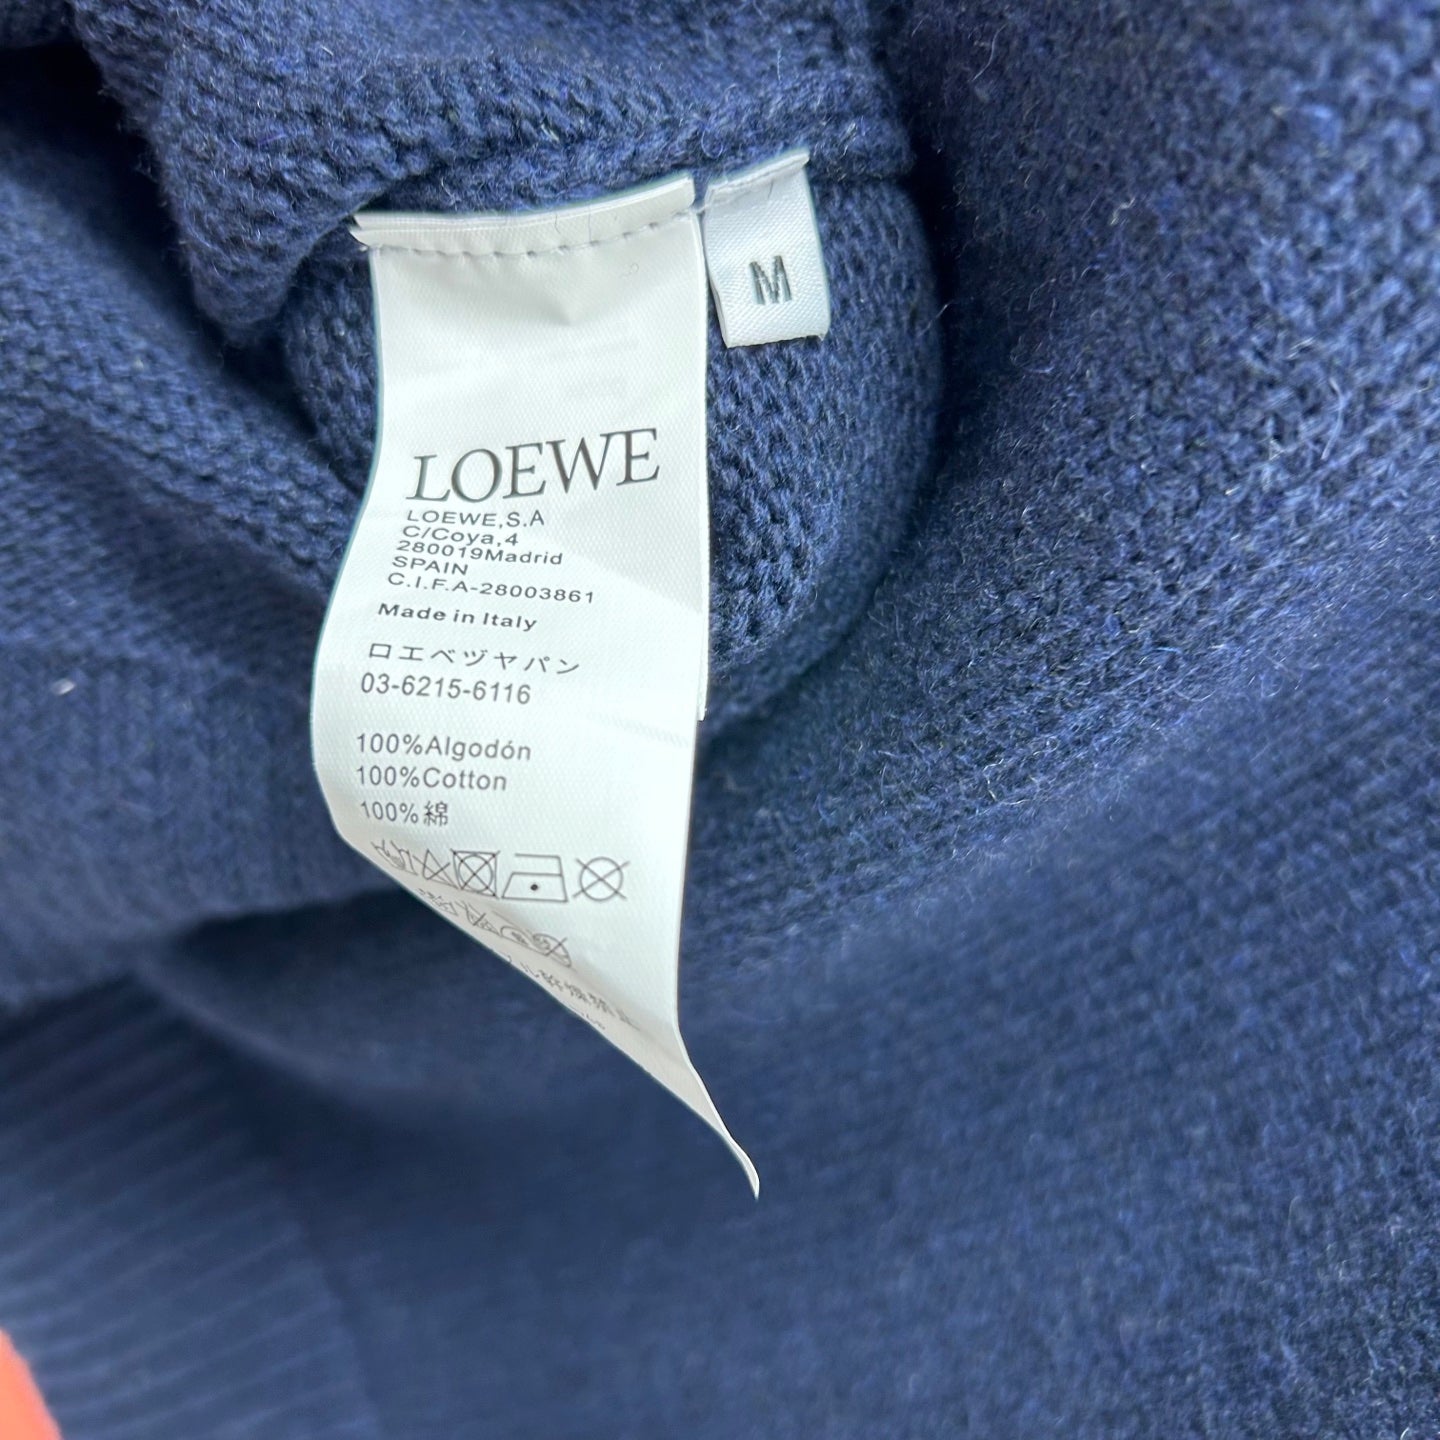 M
LOEWE
LOEWE,S.A
C/Coya,4
280019Madrid
SPAIN
C.I.F.A-28003861
Made in Italy
ロエベヅヤパン
03-6215-6116
100%Algodón
100%Cotton
100%綿